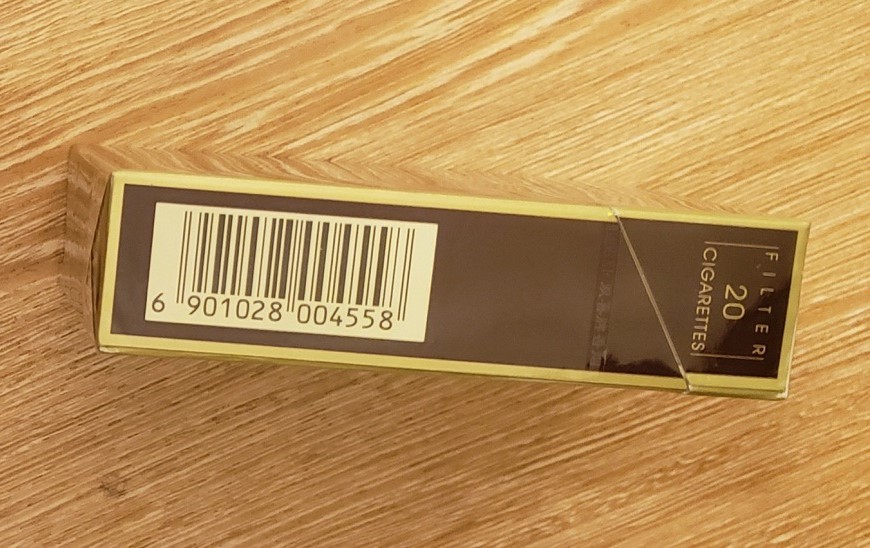 6 901028 004558
FILTER
20
CIGARETTES